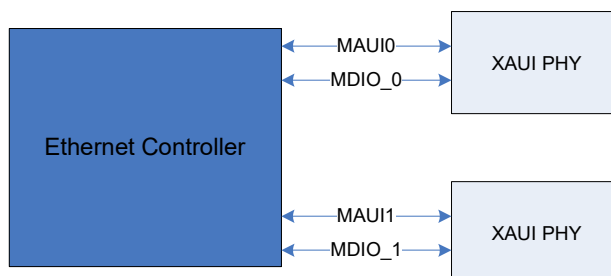 MAUI0
XAUI PHY
MDIO_0
Ethernet Controller
MAUI1
XAUI PHY
MDIO_1